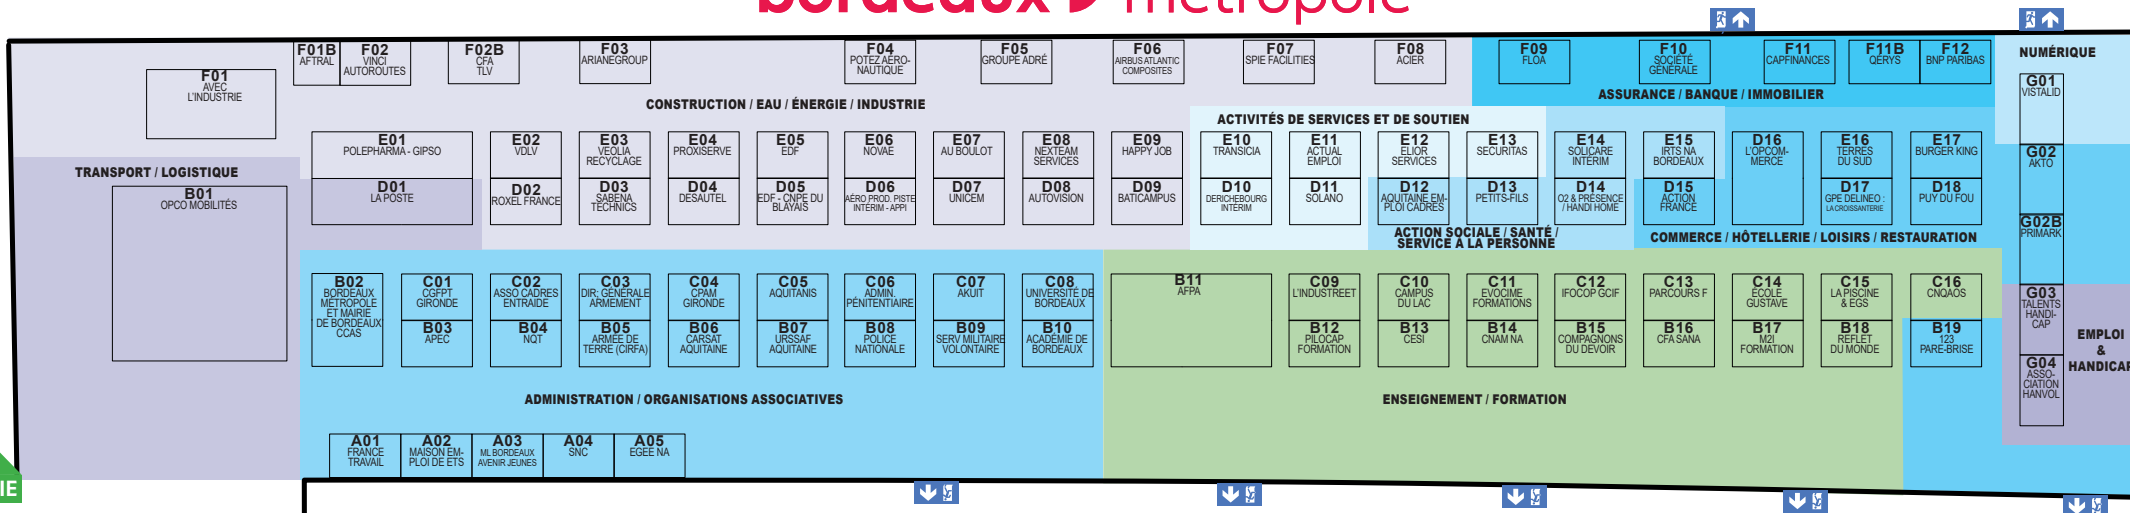 bordeaux métropole
F01B
AFTRAL
F02
VINCI
AUTOROUTES
F02B
CFA
TLV
F03
ARIANEGROUP
F04
POTEZ AÉRO-
NAUTIQUE
F05
GROUPE ADRÉ
F06
AIRBUS ATLANTIC
COMPOSITES
F07
SPIE FACILITIES
F08
ACIER
F09
FLOA
F10
SOCIÉTÉ
GÉNÉRALE
F11
CAPFINANCES
F11B
QÉRYS
F12
BNP PARIBAS
NUMÉRIQUE
F01
AVEC
L'INDUSTRIE
G01
VISTALID
CONSTRUCTION / EAU / ÉNERGIE / INDUSTRIE
ASSURANCE / BANQUE / IMMOBILIER
ACTIVITÉS DE SERVICES ET DE SOUTIEN
E01
POLEPHARMA - GIPSO
E02
VDLV
E03
VEOLIA
RECYCLAGE
E04
PROXISERVE
E05
EDF
E06
NOVAE
E07
AU BOULOT
E08
NEXTEAM
SERVICES
E09
HAPPY JOB
E10
TRANSICIA
E11
ACTUAL
EMPLOI
E12
ELIOR
SERVICES
E13
SECURITAS
E14
SOLICARE
INTÉRIM
E15
IRTS NA
BORDEAUX
D16
L'OPCOM-
MERCE
E16
TERRES
DU SUD
E17
BURGER KING
G02
AKTO
TRANSPORT / LOGISTIQUE
B01
OPCO MOBILITÉS
D01
LA POSTE
D02
ROXEL FRANCE
D03
SABENA
TECHNICS
D04
DESAUTEL
D05
EDF - CNPE DU
BLAYAIS
D06
AÉRO PROD. PISTE
INTÉRIM - APPI
D07
UNICEM
D08
AUTOVISION
D09
BATICAMPUS
D10
DERICHEBOURG
INTÉRIM
D11
SOLANO
D12
AQUITAINE EM-
PLOI CADRES
D13
PETITS-FILS
D14
O2 & PRÉSENCE
/ HANDI HOME
D15
ACTION
FRANCE
D17
GPE DELINEO :
LA CROISSANTERIE
D18
PUY DU FOU
G02B
PRIMARK
ACTION SOCIALE / SANTÉ /
SERVICE À LA PERSONNE
COMMERCE / HÔTELLERIE / LOISIRS / RESTAURATION
B02
BORDEAUX
MÉTROPOLE
ET MAIRIE
DE BORDEAUX
CCAS
C01
CGFPT
GIRONDE
C02
ASSO CADRES
ENTRAIDE
C03
DIR; GÉNÉRALE
ARMEMENT
C04
CPAM
GIRONDE
C05
AQUITANIS
C06
ADMIN.
PÉNITENTIAIRE
C07
AKUIT
C08
UNIVERSITÉ DE
BORDEAUX
B11
AFPA
C09
L'INDUSTREET
C10
CAMPUS
DU LAC
C11
EVOCIME
FORMATIONS
C12
IFOCOP GCIF
C13
PARCOURS F
C14
ECOLE
GUSTAVE
C15
LA PISCINE
& EGS
C16
CNQAOS
G03
TALENTS
HANDI-
CAP
B03
APEC
B04
NQT
B05
ARMÉE DE
TERRE (CIRFA)
B06
CARSAT
AQUITAINE
B07
URSSAF
AQUITAINE
B08
POLICE
NATIONALE
B09
SERV MILITAIRE
VOLONTAIRE
B10
ACADÉMIE DE
BORDEAUX
B12
PILOCAP
FORMATION
B13
CESI
B14
CNAM NA
B15
COMPAGNONS
DU DEVOIR
B16
CFA SANA
B17
M2I
FORMATION
B18
REFLET
DU MONDE
B19
123
PARE-BRISE
EMPLOI
&
HANDICAP
G04
ASSO-
CIATION
HANVOL
ADMINISTRATION / ORGANISATIONS ASSOCIATIVES
ENSEIGNEMENT / FORMATION
A01
FRANCE
TRAVAIL
A02
MAISON EM-
PLOI DE ETS
A03
ML BORDEAUX
AVENIR JEUNES
A04
SNC
A05
EGEE NA
IE